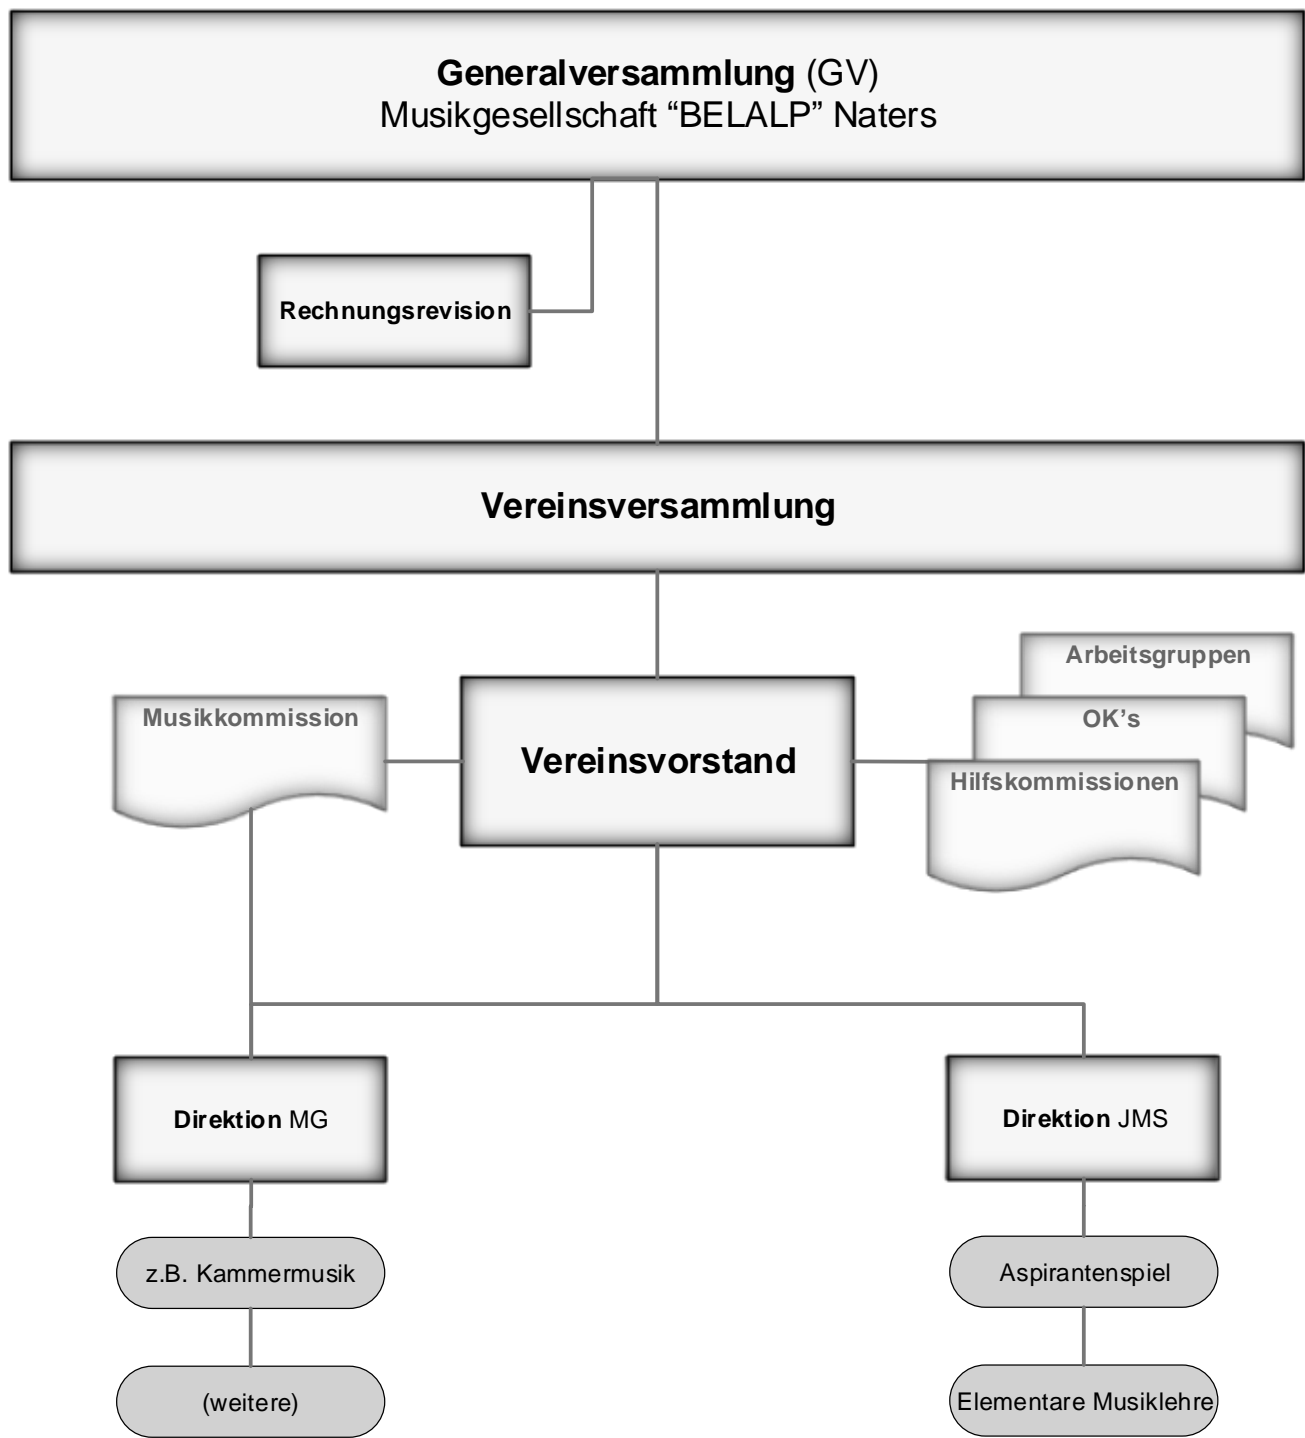 Generalversammlung (GV)
Musikgesellschaft “BELALP” Naters
Rechnungsrevision
Vereinsversammlung
Arbeitsgruppen
Musikkommission
OK’s
Vereinsvorstand
Hilfskommissionen
Direktion MG
Direktion JMS
z.B. Kammermusik
Aspirantenspiel
(weitere)
Elementare Musiklehre